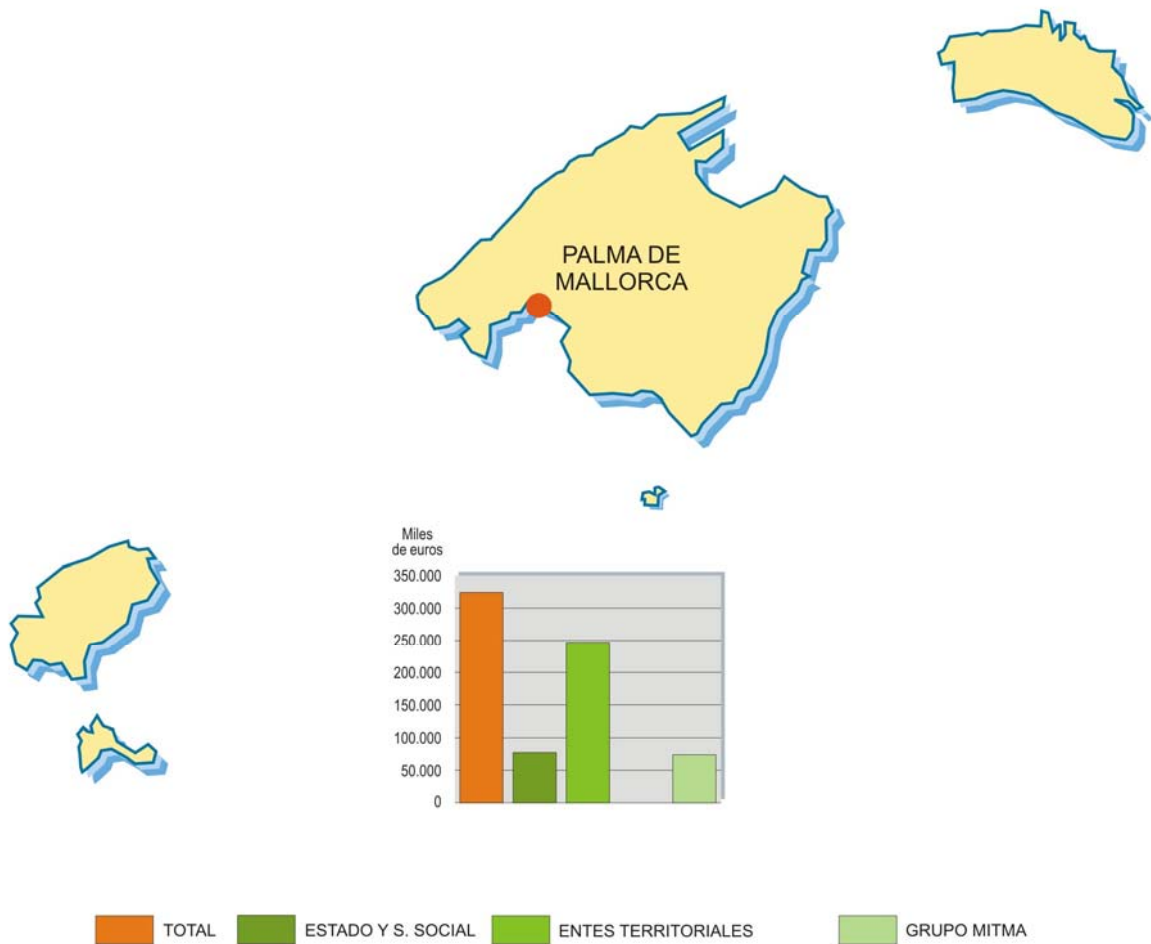 PALMA DE
MALLORCA
Miles
de euros
350.000
300.000
250.000
200.000
150.000
100.000
50.000
0
TOTAL
ESTADO Y S. SOCIAL
ENTES TERRITORIALES
GRUPO MITMA